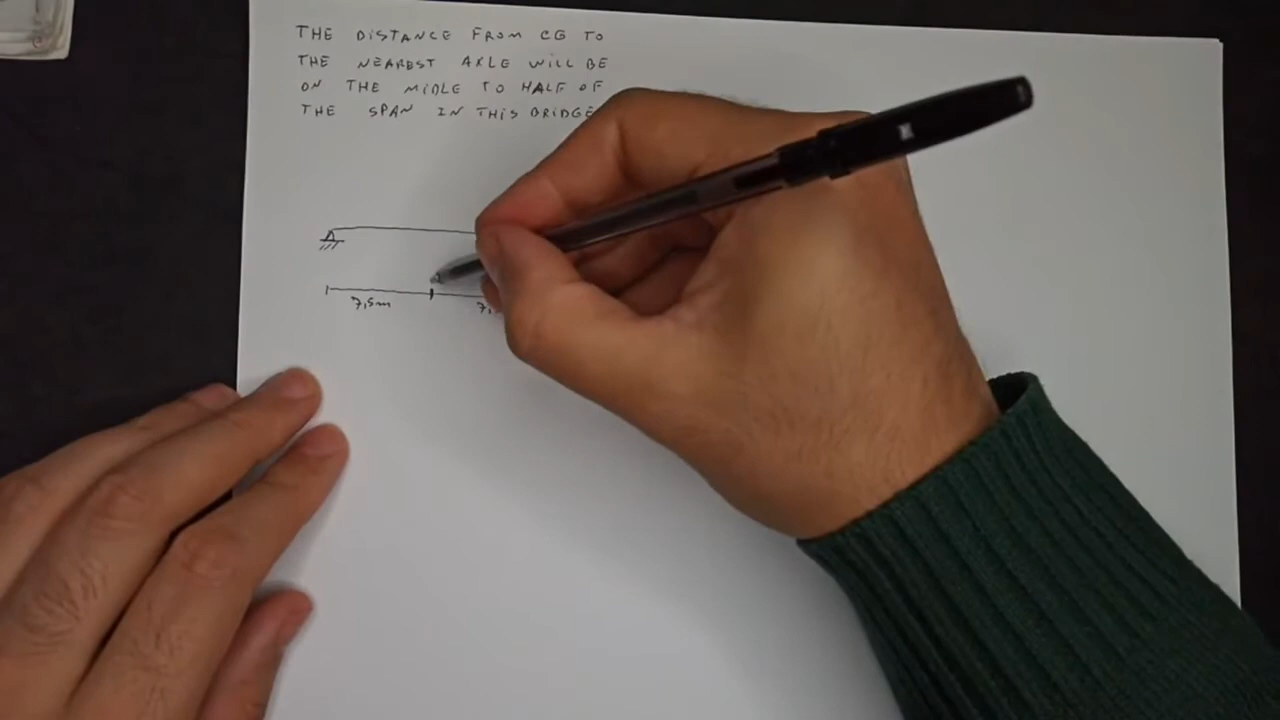 THE DISTANCE FROM CG TO
THE NEAREST AXLE WILL BE
ON THE MIDLE TO HALF OF
THE SPAN IN THIS BRIDGE
7,5m 7,